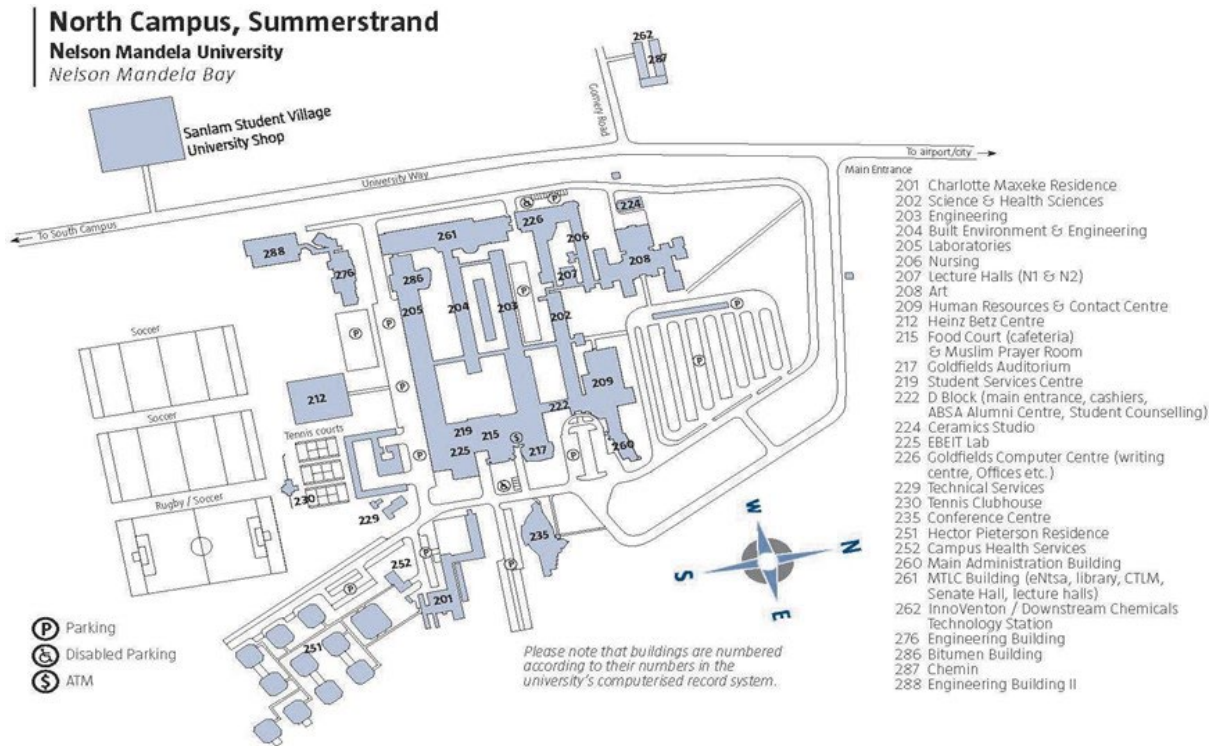 North Campus, Summerstrand
Nelson Mandela University
Nelson Mandela Bay
Sanlam Student Village
University Shop
262
287
Gomery Road
To airport/city
Main Entrance
University Way
To South Campus
P
224
226
206
261
288
276
286
208
207
P
205
204
203
P
202
P
P
P
Soccer
P
P
212
209
222
Soccer
Tennis courts
219
215
$
225
217
260
P
P
Rugby / Soccer
230
229
235
252
P
P
P
201
251
W
N
S
E
201 Charlotte Maxeke Residence
202 Science & Health Sciences
203 Engineering
204 Built Environment & Engineering
205 Laboratories
206 Nursing
207 Lecture Halls (N1 & N2)
208 Art
209 Human Resources & Contact Centre
212 Heinz Betz Centre
215 Food Court (cafeteria)
& Muslim Prayer Room
217 Goldfields Auditorium
219 Student Services Centre
222 D Block (main entrance, cashiers,
ABSA Alumni Centre, Student Counselling)
224 Ceramics Studio
225 EBEIT Lab
226 Goldfields Computer Centre (writing
centre, Offices etc.)
229 Technical Services
230 Tennis Clubhouse
235 Conference Centre
251 Hector Pieterson Residence
252 Campus Health Services
260 Main Administration Building
261 MTLC Building (eNtsa, library, CTLM,
Senate Hall, lecture halls)
262 InnoVenton / Downstream Chemicals
Technology Station
276 Engineering Building
286 Bitumen Building
287 Chemin
288 Engineering Building II
P Parking
Disabled Parking
$ ATM
Please note that buildings are numbered
according to their numbers in the
university's computerised record system.